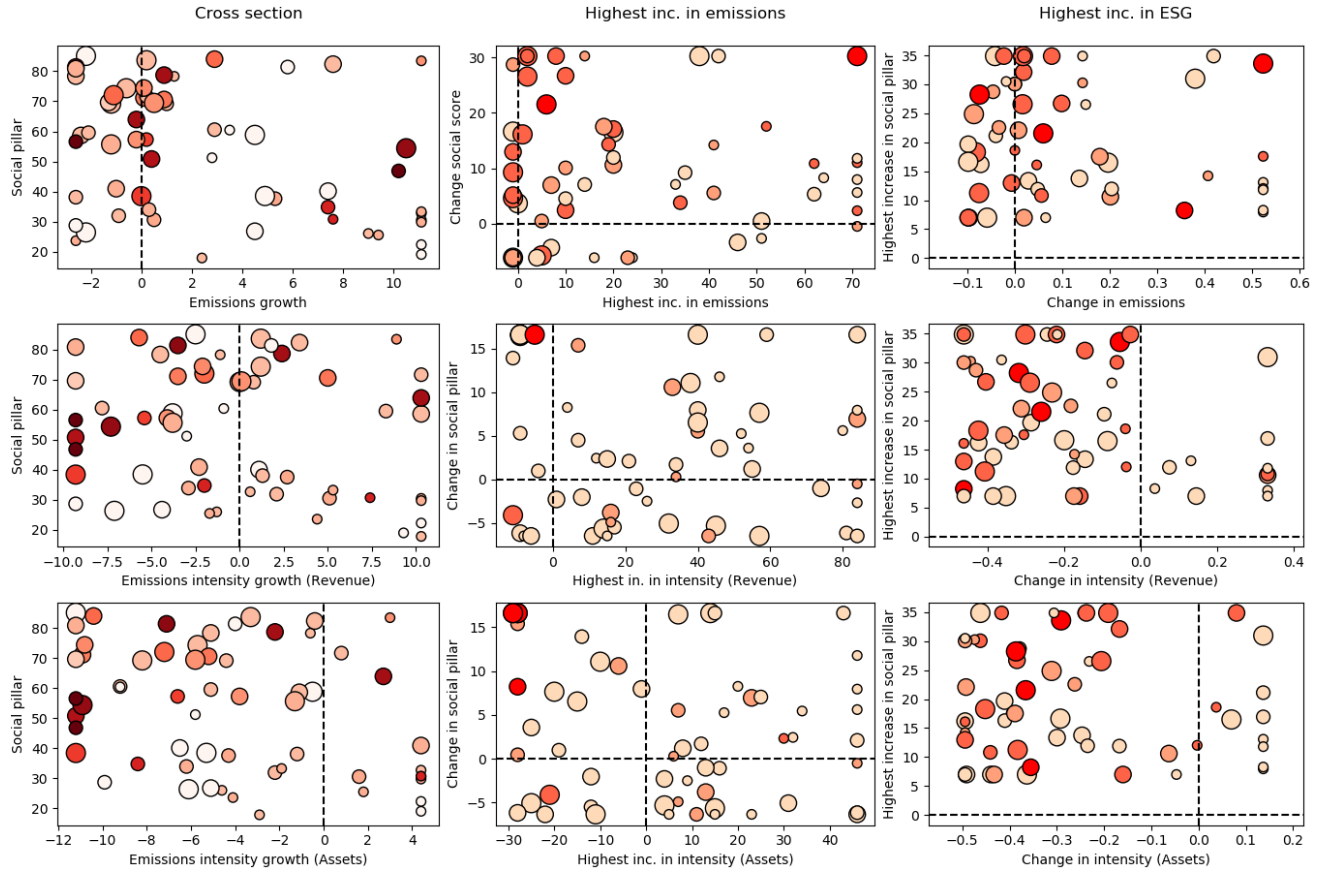 Cross section
Highest inc. in emissions
Highest inc. in ESG
Social pillar
80
70
60
50
40
30
20
−2 0 2 4 6 8 10
Emissions growth
Change social score
30
20
10
0
0 10 20 30 40 50 60 70
Highest inc. in emissions
Highest increase in social pillar
35
30
25
20
15
10
5
0
−0.1 0.0 0.1 0.2 0.3 0.4 0.5 0.6
Change in emissions
Social pillar
80
70
60
50
40
30
20
−10.0 −7.5 −5.0 −2.5 0.0 2.5 5.0 7.5 10.0
Emissions intensity growth (Revenue)
Change in social pillar
15
10
5
0
−5
0 20 40 60 80
Highest in. in intensity (Revenue)
Highest increase in social pillar
35
30
25
20
15
10
5
0
−0.4 −0.2 0.0 0.2 0.4
Change in intensity (Revenue)
Social pillar
80
70
60
50
40
30
20
−12 −10 −8 −6 −4 −2 0 2 4
Emissions intensity growth (Assets)
Change in social pillar
15
10
5
0
−5
−30 −20 −10 0 10 20 30 40
Highest inc. in intensity (Assets)
Highest increase in social pillar
35
30
25
20
15
10
5
0
−0.5 −0.4 −0.3 −0.2 −0.1 0.0 0.1 0.2
Change in intensity (Assets)